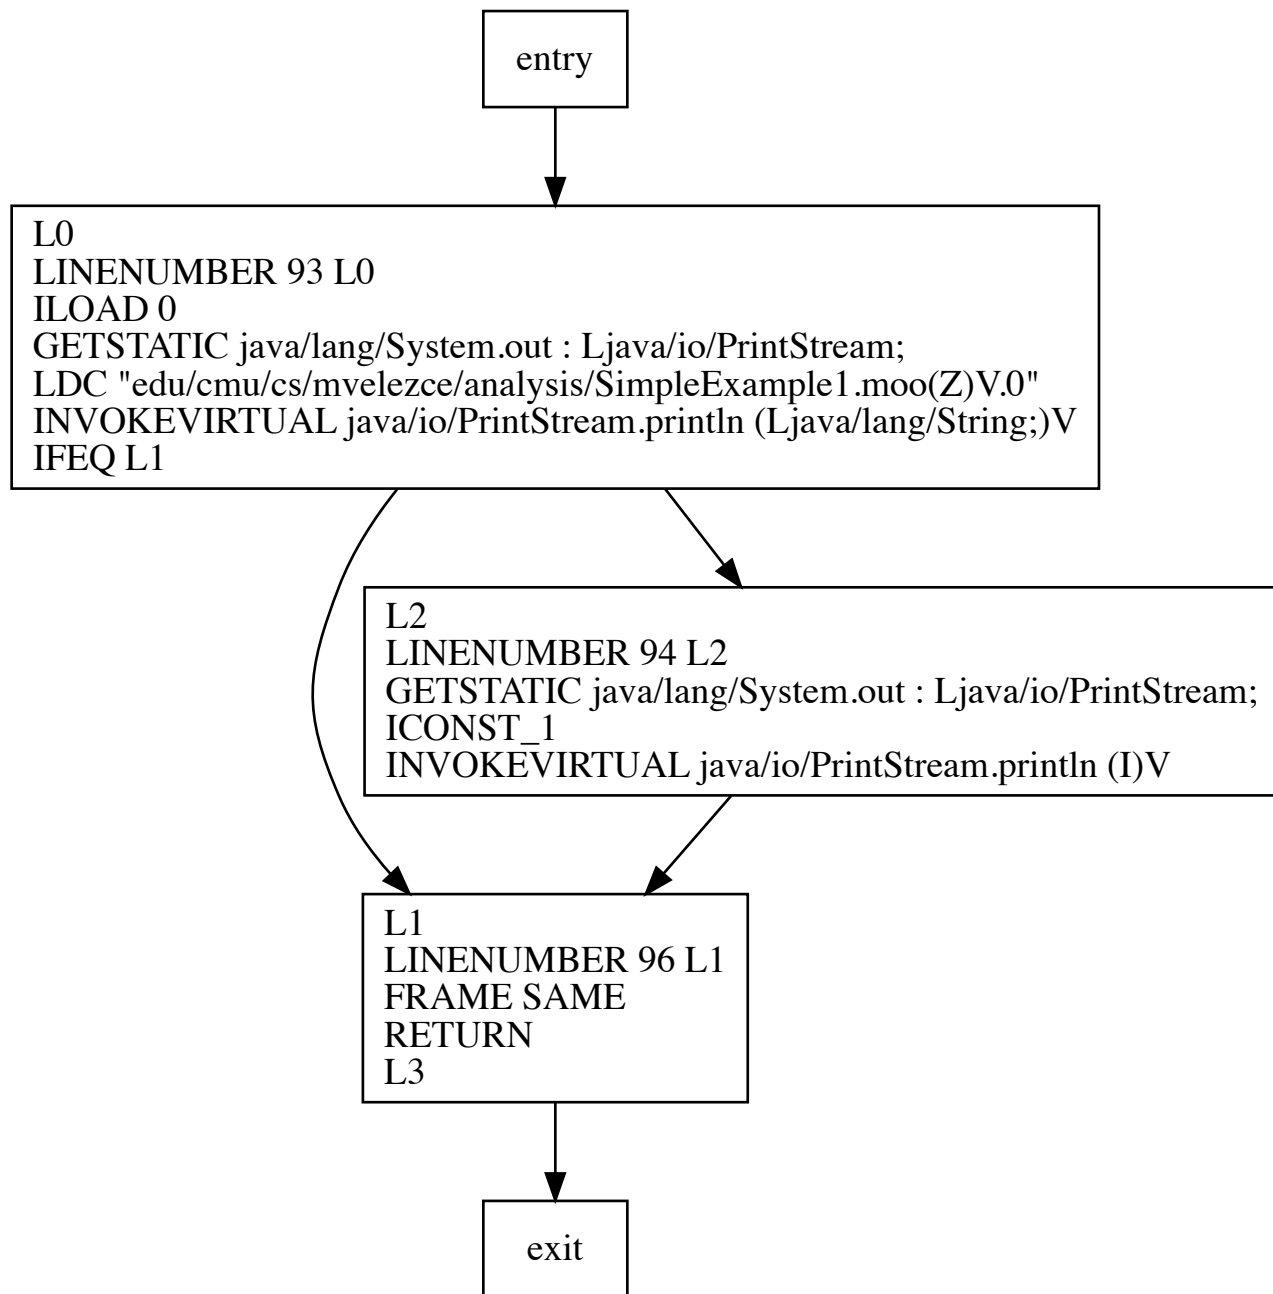 entry
L0
LINENUMBER 93 L0
ILOAD 0
GETSTATIC java/lang/System.out : Ljava/io/PrintStream;
LDC "edu/cmu/cs/mvelezce/analysis/SimpleExample1.moo(Z)V.0"
INVOKEVIRTUAL java/io/PrintStream.println (Ljava/lang/String;)V
IFEQ L1
L2
LINENUMBER 94 L2
GETSTATIC java/lang/System.out : Ljava/io/PrintStream;
ICONST_1
INVOKEVIRTUAL java/io/PrintStream.println (I)V
L1
LINENUMBER 96 L1
FRAME SAME
RETURN
L3
exit